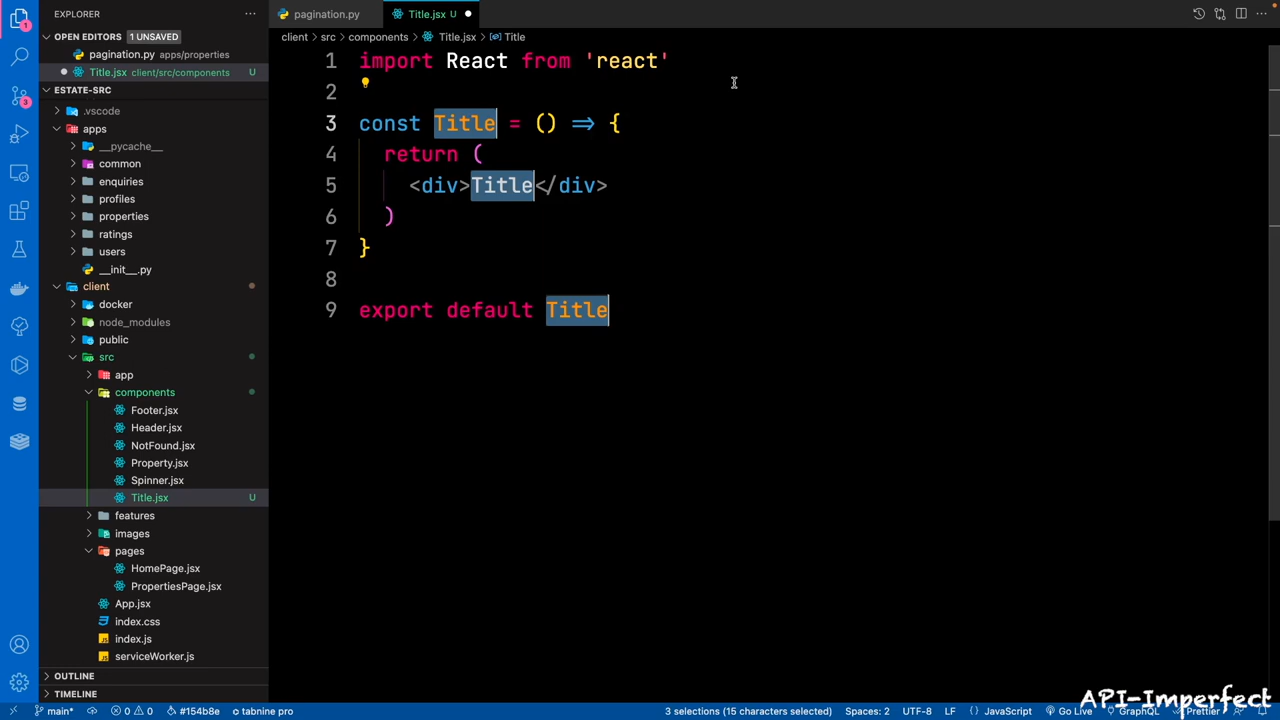 EXPLORER
pagination.py
Title.jsx U
OPEN EDITORS 1 UNSAVED
pagination.py apps/properties
Title.jsx client/src/components U
ESTATE-SRC
.vscode
apps
__pycache__
common
enquiries
profiles
properties
ratings
users
__init__.py
client
docker
node_modules
public
src
app
components
Footer.jsx
Header.jsx
NotFound.jsx
Property.jsx
Spinner.jsx
Title.jsx U
features
images
pages
HomePage.jsx
PropertiesPage.jsx
App.jsx
index.css
index.js
serviceWorker.js
OUTLINE
TIMELINE
1
3
client > src > components > Title.jsx > Title
1 import React from 'react'
2
3 const Title = () => {
4 return (
5 <div>Title</div>
6 )
7 }
8
9 export default Title
API-Imperfect
main* 0 0 #154b8e tabnine pro 3 selections (15 characters selected) Spaces: 2 UTF-8 LF JavaScript Go Live GraphQL Prettier